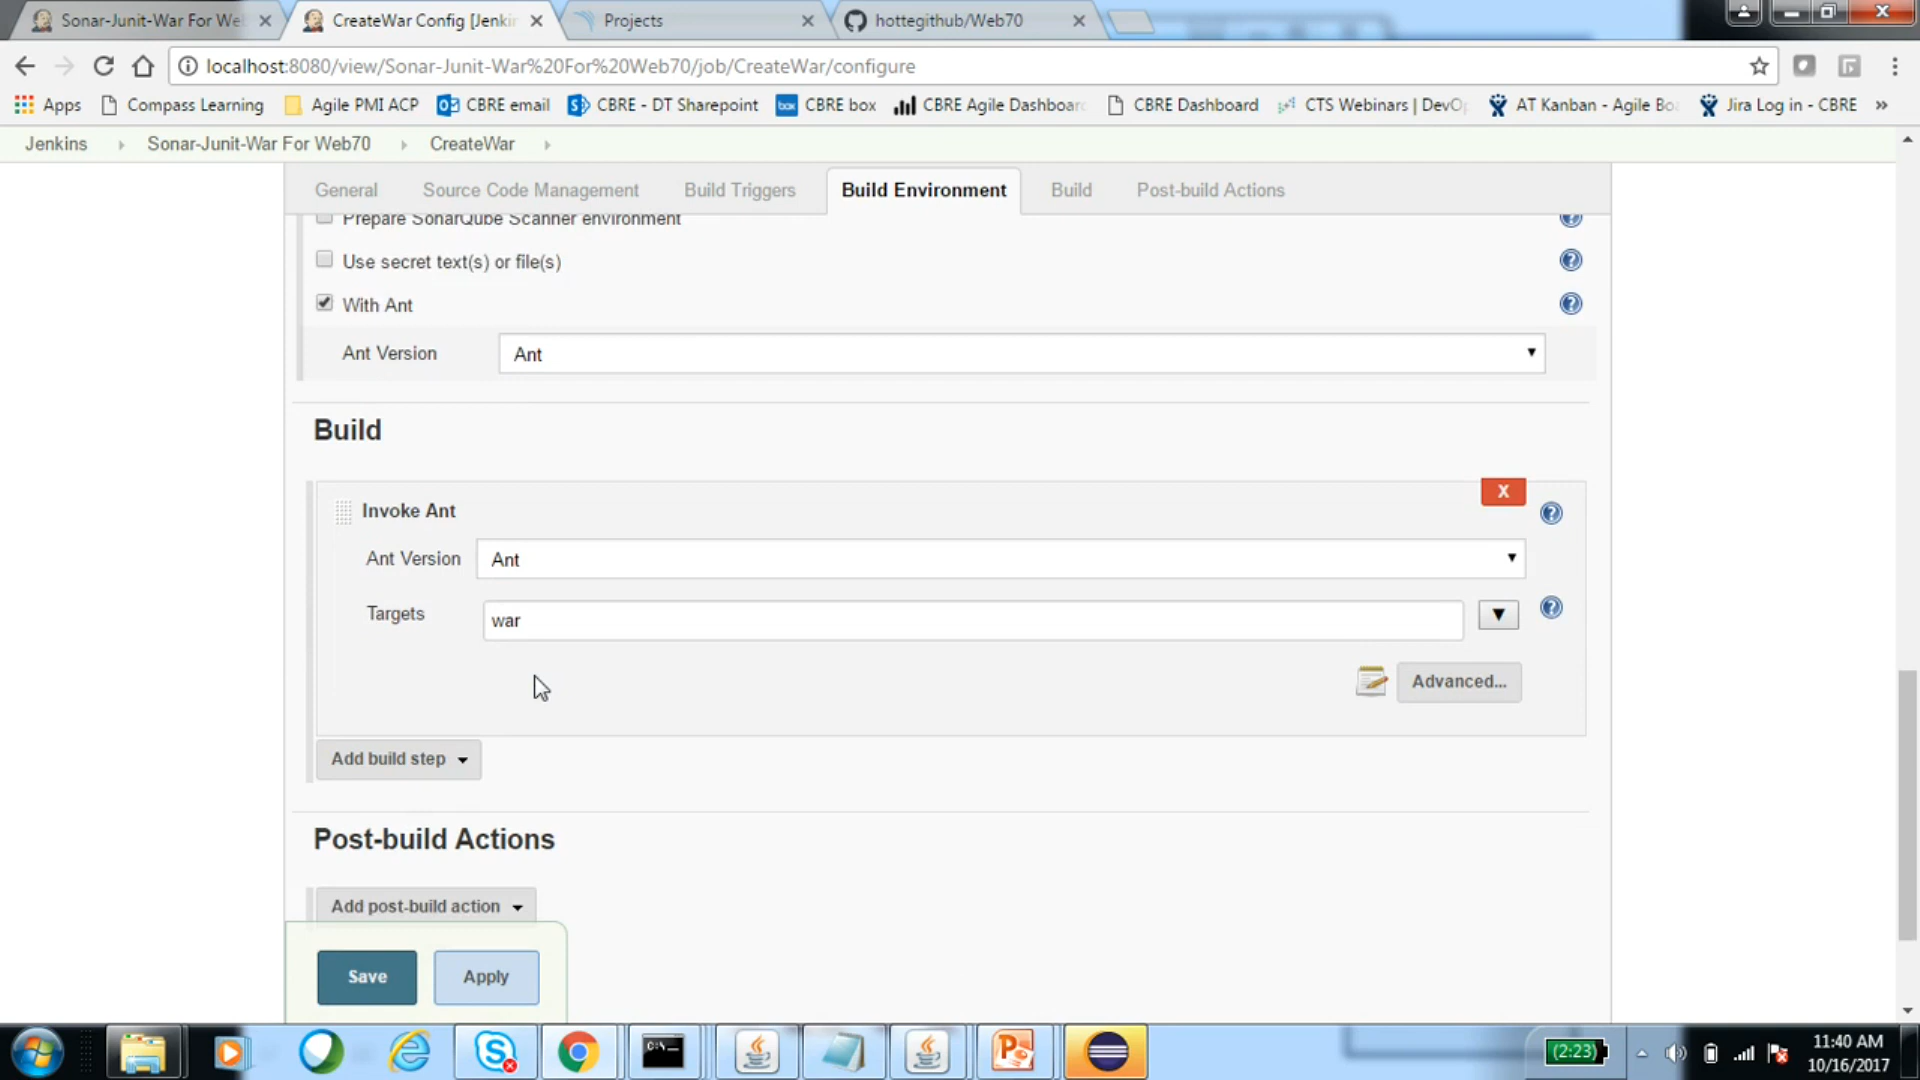 Sonar-Junit-War For We
CreateWar Config [Jenkin
Projects
hottegithub/Web70
localhost:8080/view/Sonar-Junit-War%20For%20Web70/job/CreateWar/configure
Apps
Compass Learning
Agile PMI ACP
CBRE email
CBRE - DT Sharepoint
box
CBRE box
CBRE Agile Dashboar
CBRE Dashboard
CTS Webinars | DevO
AT Kanban - Agile Bo
Jira Log in - CBRE
»
Jenkins
Sonar-Junit-War For Web70
CreateWar
General
Source Code Management
Build Triggers
Build Environment
Build
Post-build Actions
Prepare SonarQube Scanner environment
Use secret text(s) or file(s)
With Ant
Ant Version
Ant
Build
X
Invoke Ant
Ant Version
Ant
Targets
war
Advanced...
Add build step
Post-build Actions
Add post-build action
Save
Apply
(2:23)
11:40 AM
10/16/2017